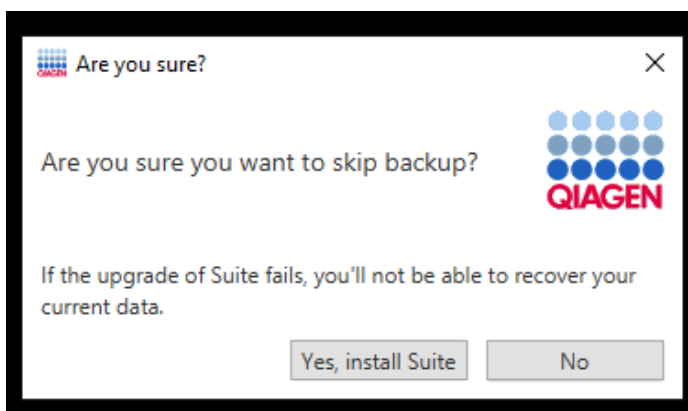 QIAGEN Are you sure?
Are you sure you want to skip backup?
QIAGEN
If the upgrade of Suite fails, you'll not be able to recover your
current data.
Yes, install Suite No